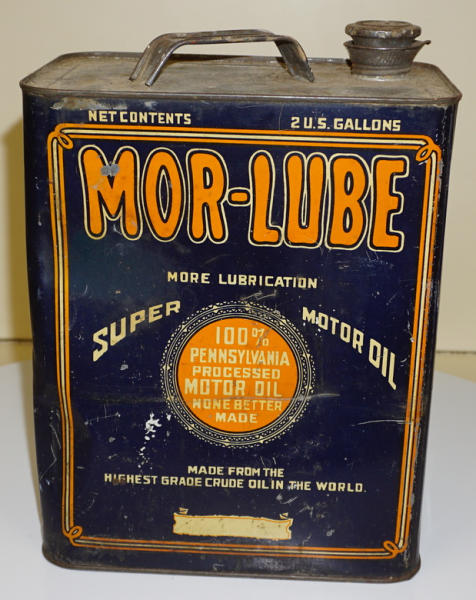 NET CONTENTS 2 U.S. GALLONS
MOR-LUBE
MORE LUBRICATION
SUPER MOTOR OIL
100%
PENNSYLVANIA
PROCESSED
MOTOR OIL
NONE BETTER
MADE
MADE FROM THE
HIGHEST GRADE CRUDE OIL IN THE WORLD.